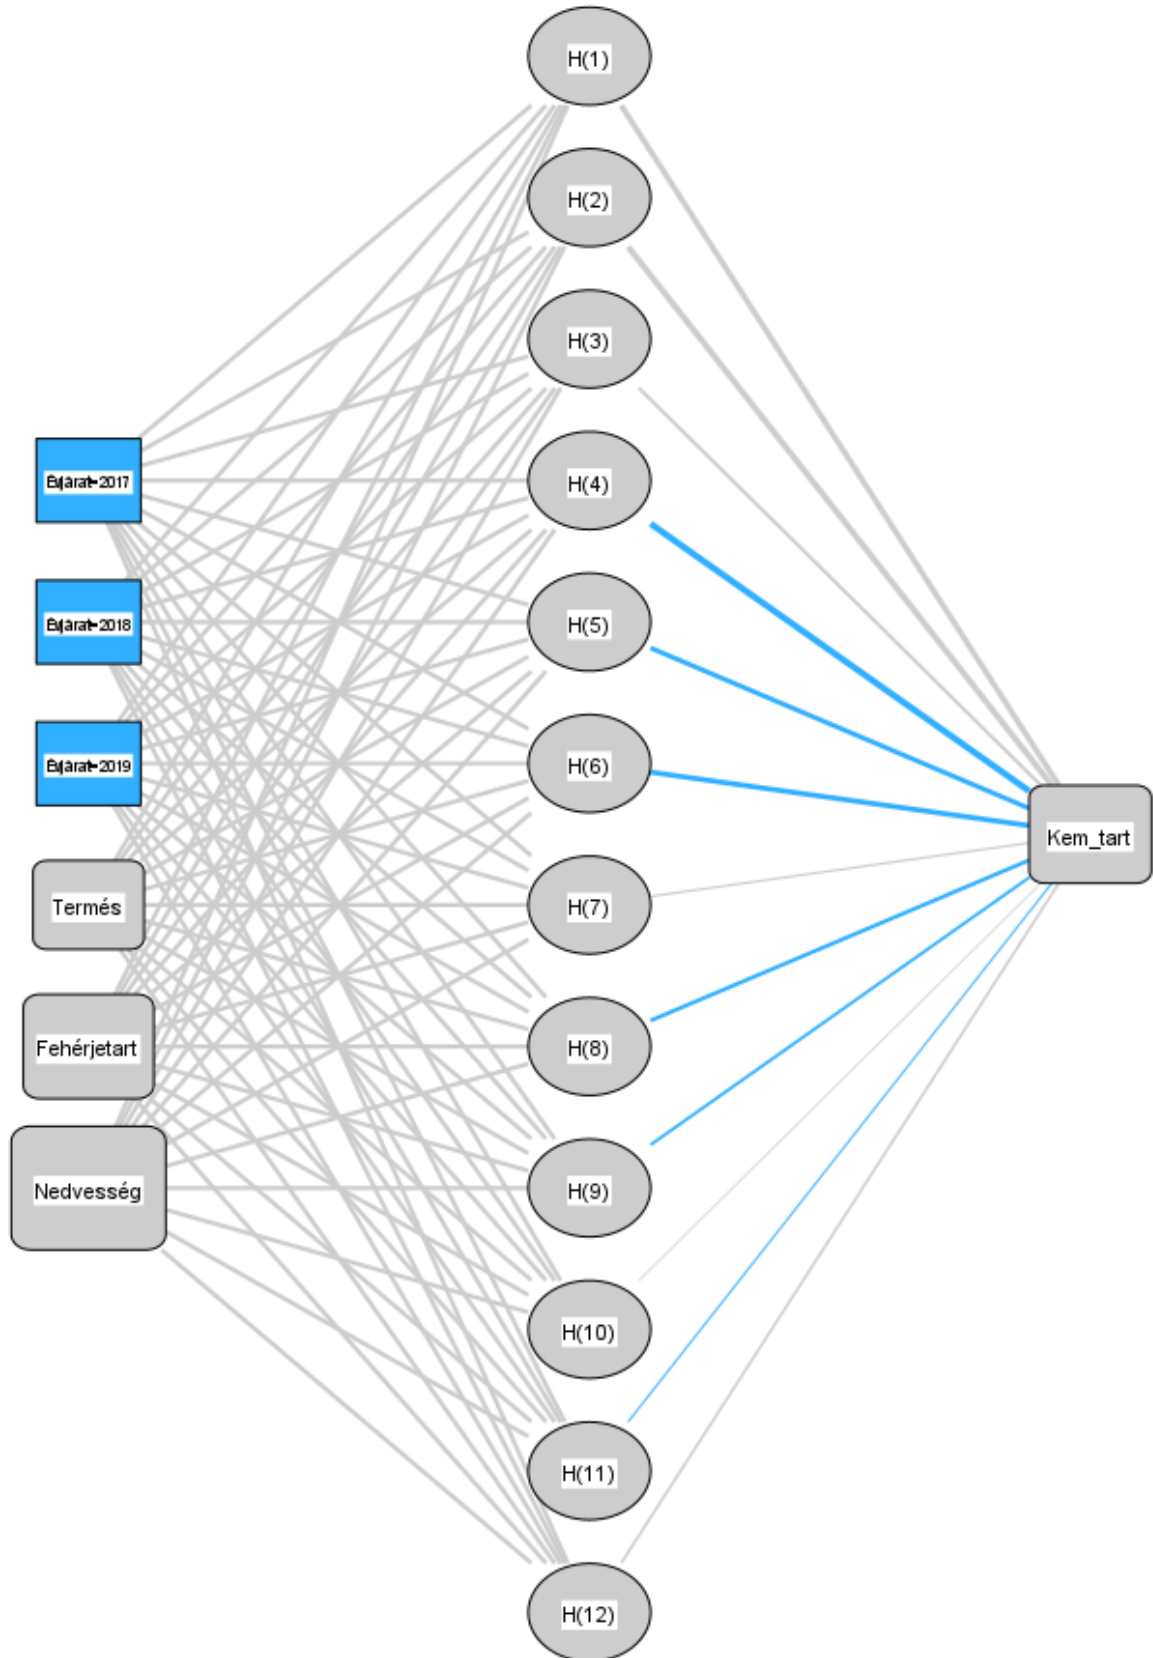 H(1)
H(2)
H(3)
H(4)
H(5)
H(6)
H(7)
H(8)
H(9)
H(10)
H(11)
H(12)
Évjárat=2017
Évjárat=2018
Évjárat=2019
Termés
Fehérjetart
Nedvesség
Kem_tart